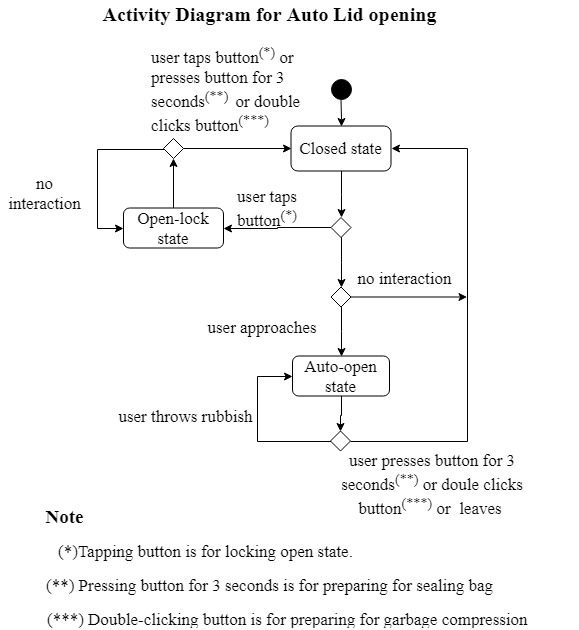 Activity Diagram for Auto Lid opening
user taps button(*) or
presses button for 3
seconds(**) or double
clicks button(***)
Closed state
no
interaction
user taps
button(*)
Open-lock
state
no interaction
user approaches
Auto-open
state
user throws rubbish
user presses button for 3
seconds(**) or doule clicks
button(***) or leaves
Note
(*)Tapping button is for locking open state.
(**) Pressing button for 3 seconds is for preparing for sealing bag
(***) Double-clicking button is for preparing for garbage compression